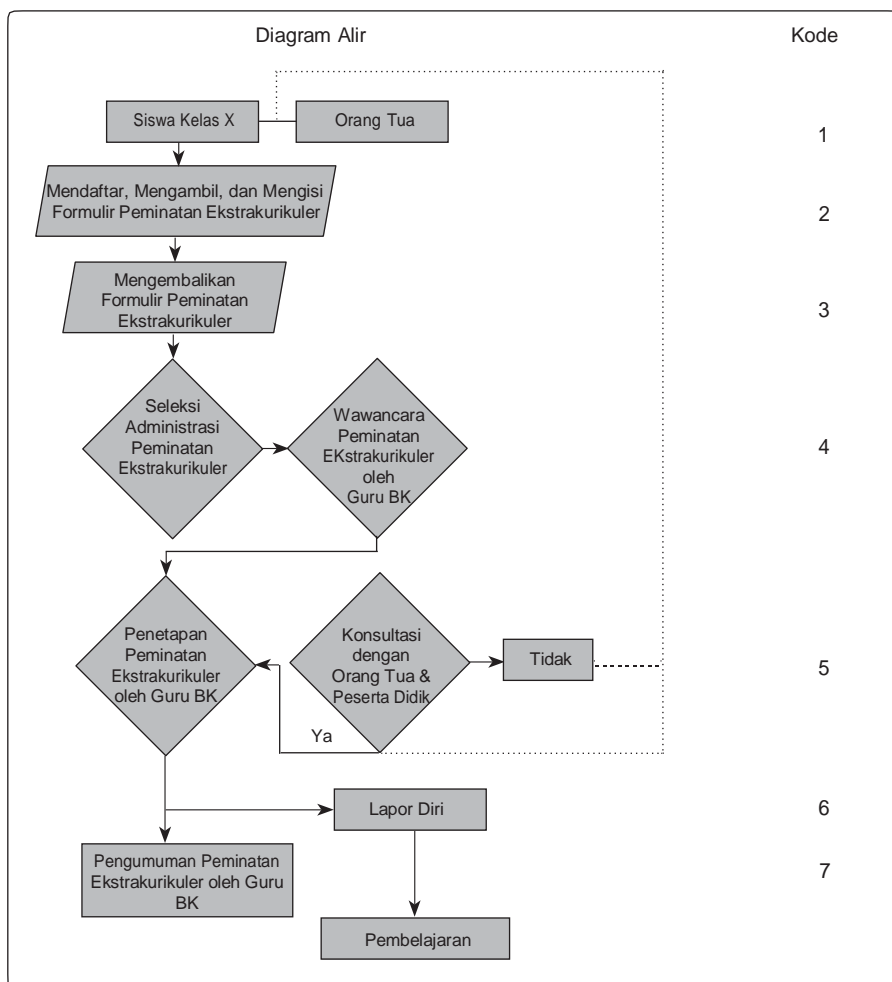 Diagram Alir
Kode
Siswa Kelas X
Orang Tua
1
Mendaftar, Mengambil, dan Mengisi
Formulir Peminatan Ekstrakurikuler
2
Mengembalikan
Formulir Peminatan
Ekstrakurikuler
3
Seleksi
Administrasi
Peminatan
Ekstrakurikuler
Wawancara
Peminatan
EKstrakurikuler
oleh
Guru BK
4
Penetapan
Peminatan
Ekstrakurikuler
oleh Guru BK
Konsultasi
dengan
Orang Tua &
Peserta Didik
Tidak
5
Ya
Lapor Diri
6
Pengumuman Peminatan
Ekstrakurikuler oleh Guru
BK
7
Pembelajaran